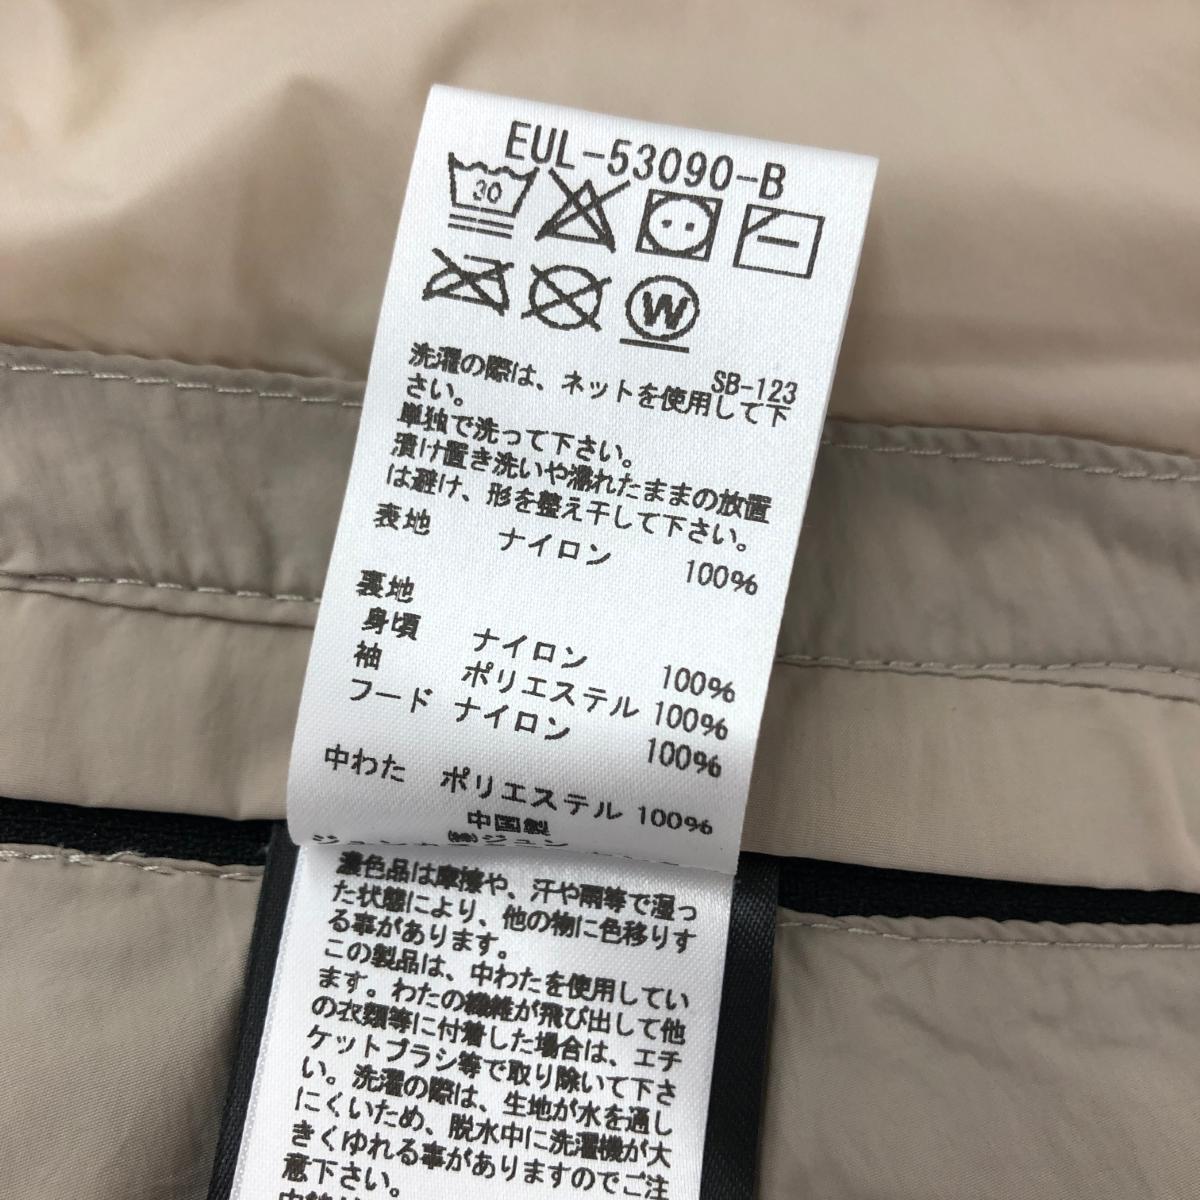 EUL-53090-B
30
W
SB-123
洗濯の際は、ネットを使用して下
さい。
単独で洗って下さい。
漬け置き洗いや濡れたままの放置
は避け、形を整え干して下さい。
表地 ナイロン 100%
裏地
身頃 ナイロン 100%
袖 ポリエステル 100%
フード ナイロン 100%
中わた ポリエステル 100%
中国製
㈱ジュン
濃色品は摩擦や、汗や雨等で湿っ
た状態により、他の物に色移りす
る事があります。
この製品は、中わたを使用してい
ます。わたの繊維が飛び出して他
の衣類等に付着した場合は、エチ
ケットブラシ等で取り除いて下さ
い。洗濯の際は、生地が水を通し
にくいため、脱水中に洗濯機が大
きくゆれる事がありますのでご注
意下さい。